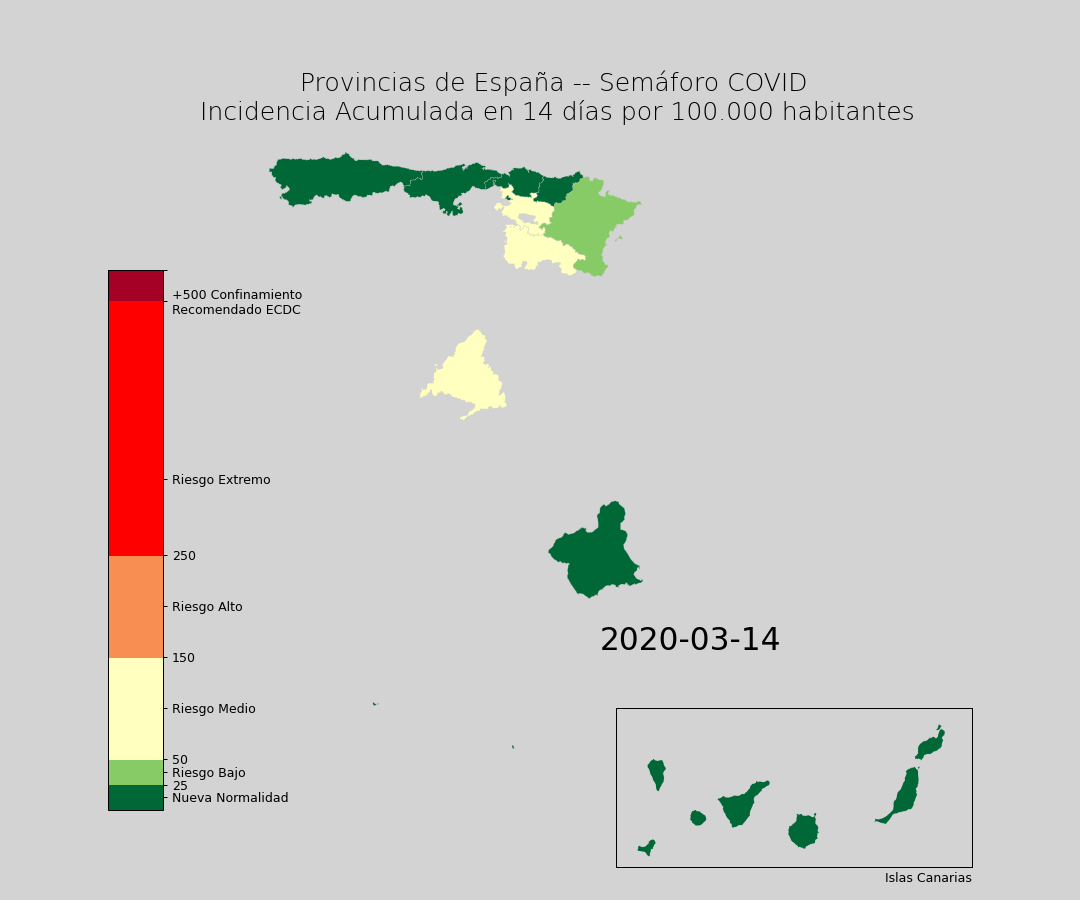 Provincias de España -- Semáforo COVID
Incidencia Acumulada en 14 días por 100.000 habitantes
+500 Confinamiento
Recomendado ECDC
Riesgo Extremo
250
Riesgo Alto
150
Riesgo Medio
50
Riesgo Bajo
25
Nueva Normalidad
2020-03-14
Islas Canarias